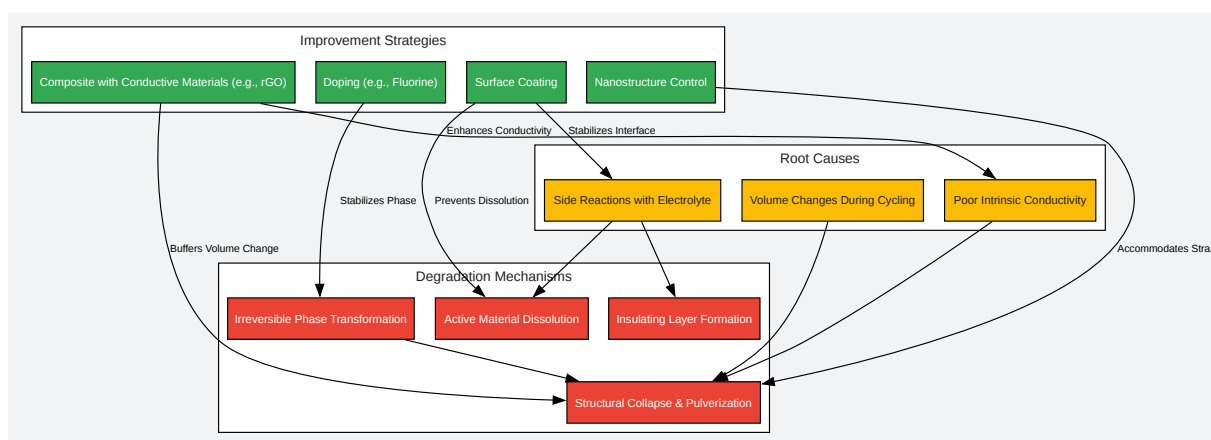 Improvement Strategies
Composite with Conductive Materials (e.g., rGO)
Doping (e.g., Fluorine)
Surface Coating
Nanostructure Control
Enhances Conductivity
Stabilizes Interface
Root Causes
Side Reactions with Electrolyte
Volume Changes During Cycling
Poor Intrinsic Conductivity
Stabilizes Phase
Prevents Dissolution
Buffers Volume Change
Accommodates Strai
Degradation Mechanisms
Irreversible Phase Transformation
Active Material Dissolution
Insulating Layer Formation
Structural Collapse & Pulverization